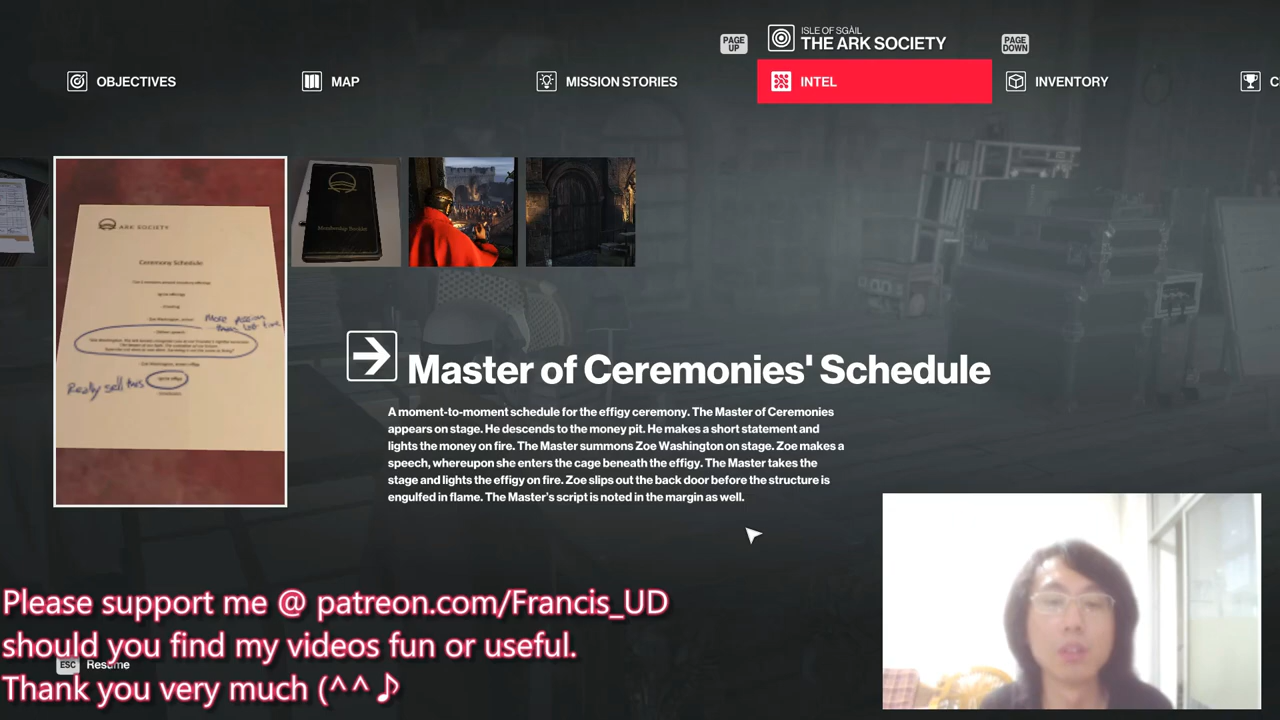 PAGE UP
ISLE OF SGÀIL
THE ARK SOCIETY
PAGE DOWN
OBJECTIVES
MAP
MISSION STORIES
INTEL
INVENTORY
C
ARK SOCIETY
Ceremony Schedule
More passion
than last time
Really sell this
Master of Ceremonies' Schedule
A moment-to-moment schedule for the effigy ceremony. The Master of Ceremonies
appears on stage. He descends to the money pit. He makes a short statement and
lights the money on fire. The Master summons Zoe Washington on stage. Zoe makes a
speech, whereupon she enters the cage beneath the effigy. The Master takes the
stage and lights the effigy on fire. Zoe slips out the back door before the structure is
engulfed in flame. The Master's script is noted in the margin as well.
Please support me @ patreon.com/Francis_UD
should you find my videos fun or useful.
ESC Resume
Thank you very much (^^♪